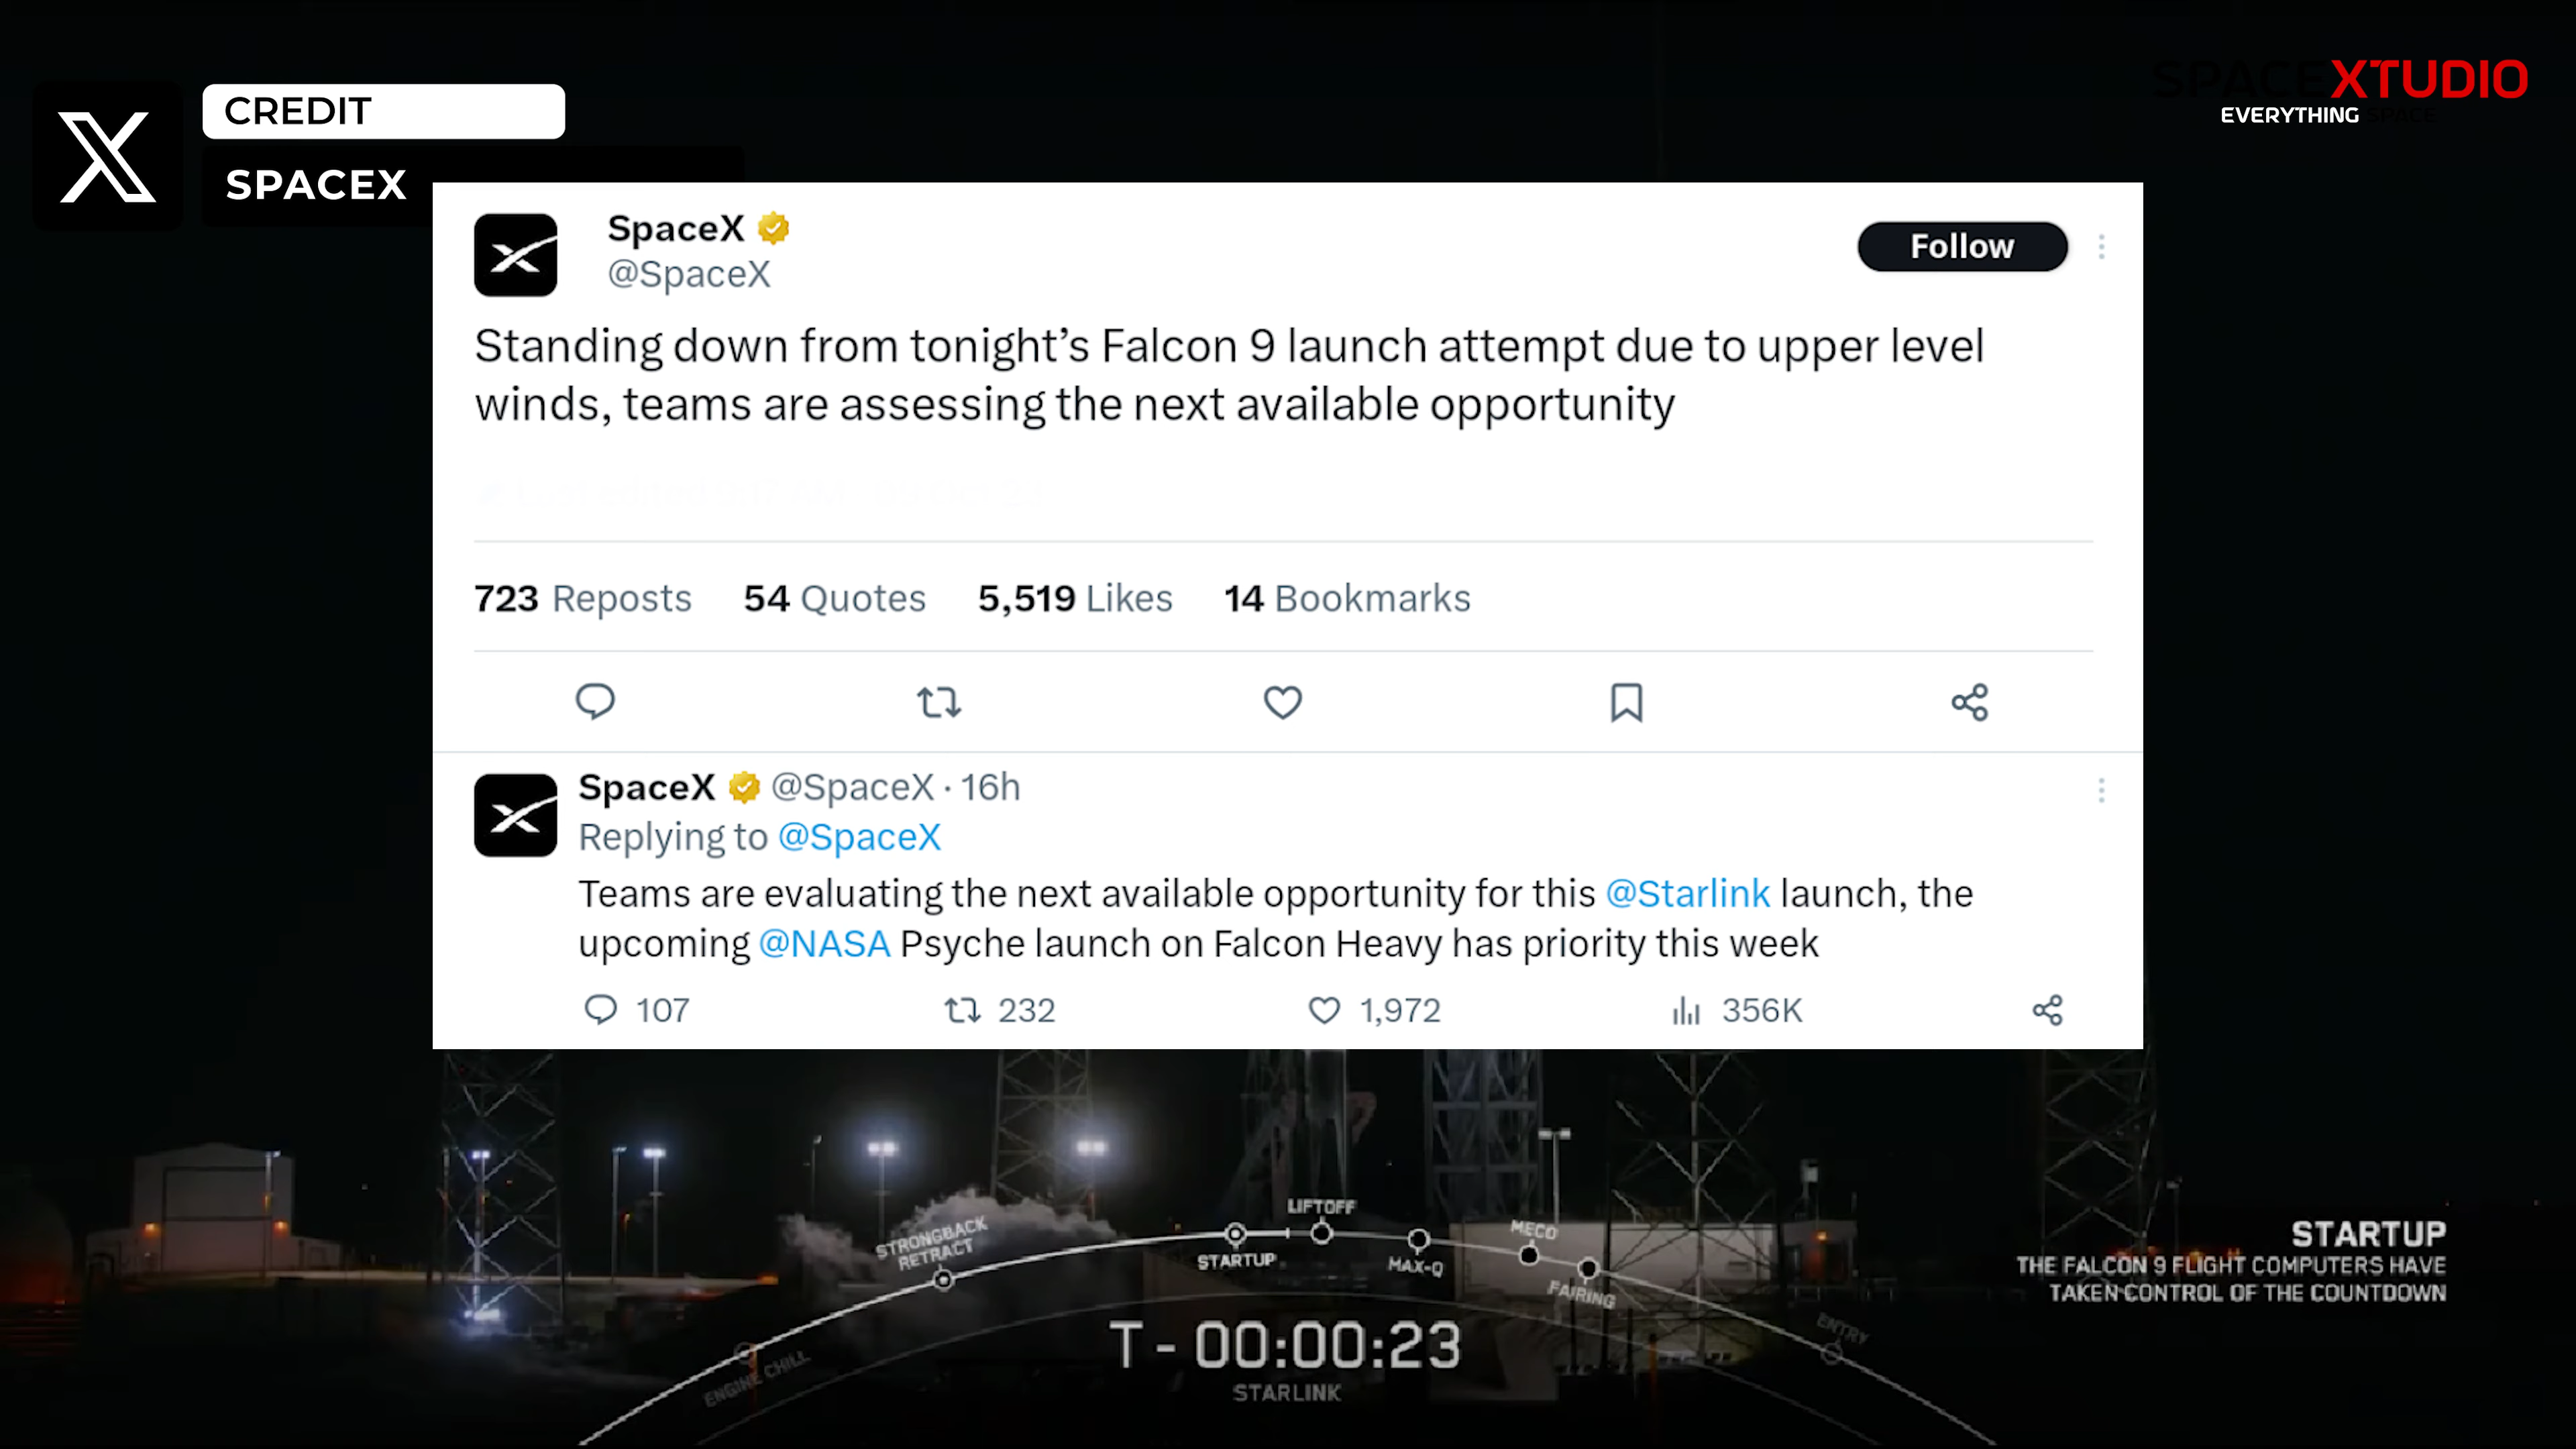 CREDIT
SPACEX
SPACEXTUDIO
EVERYTHING SPACE
SpaceX
@SpaceX
Follow
Standing down from tonight’s Falcon 9 launch attempt due to upper level
winds, teams are assessing the next available opportunity
723 Reposts 54 Quotes 5,519 Likes 14 Bookmarks
SpaceX @SpaceX · 16h
Replying to @SpaceX
Teams are evaluating the next available opportunity for this @Starlink launch, the
upcoming @NASA Psyche launch on Falcon Heavy has priority this week
107 232 1,972 356K
ENGINE CHILL
STRONGBACK
RETRACT
STARTUP
LIFTOFF
MAX-Q
MECO
FAIRING
ENTRY
T - 00:00:23
STARLINK
STARTUP
THE FALCON 9 FLIGHT COMPUTERS HAVE
TAKEN CONTROL OF THE COUNTDOWN